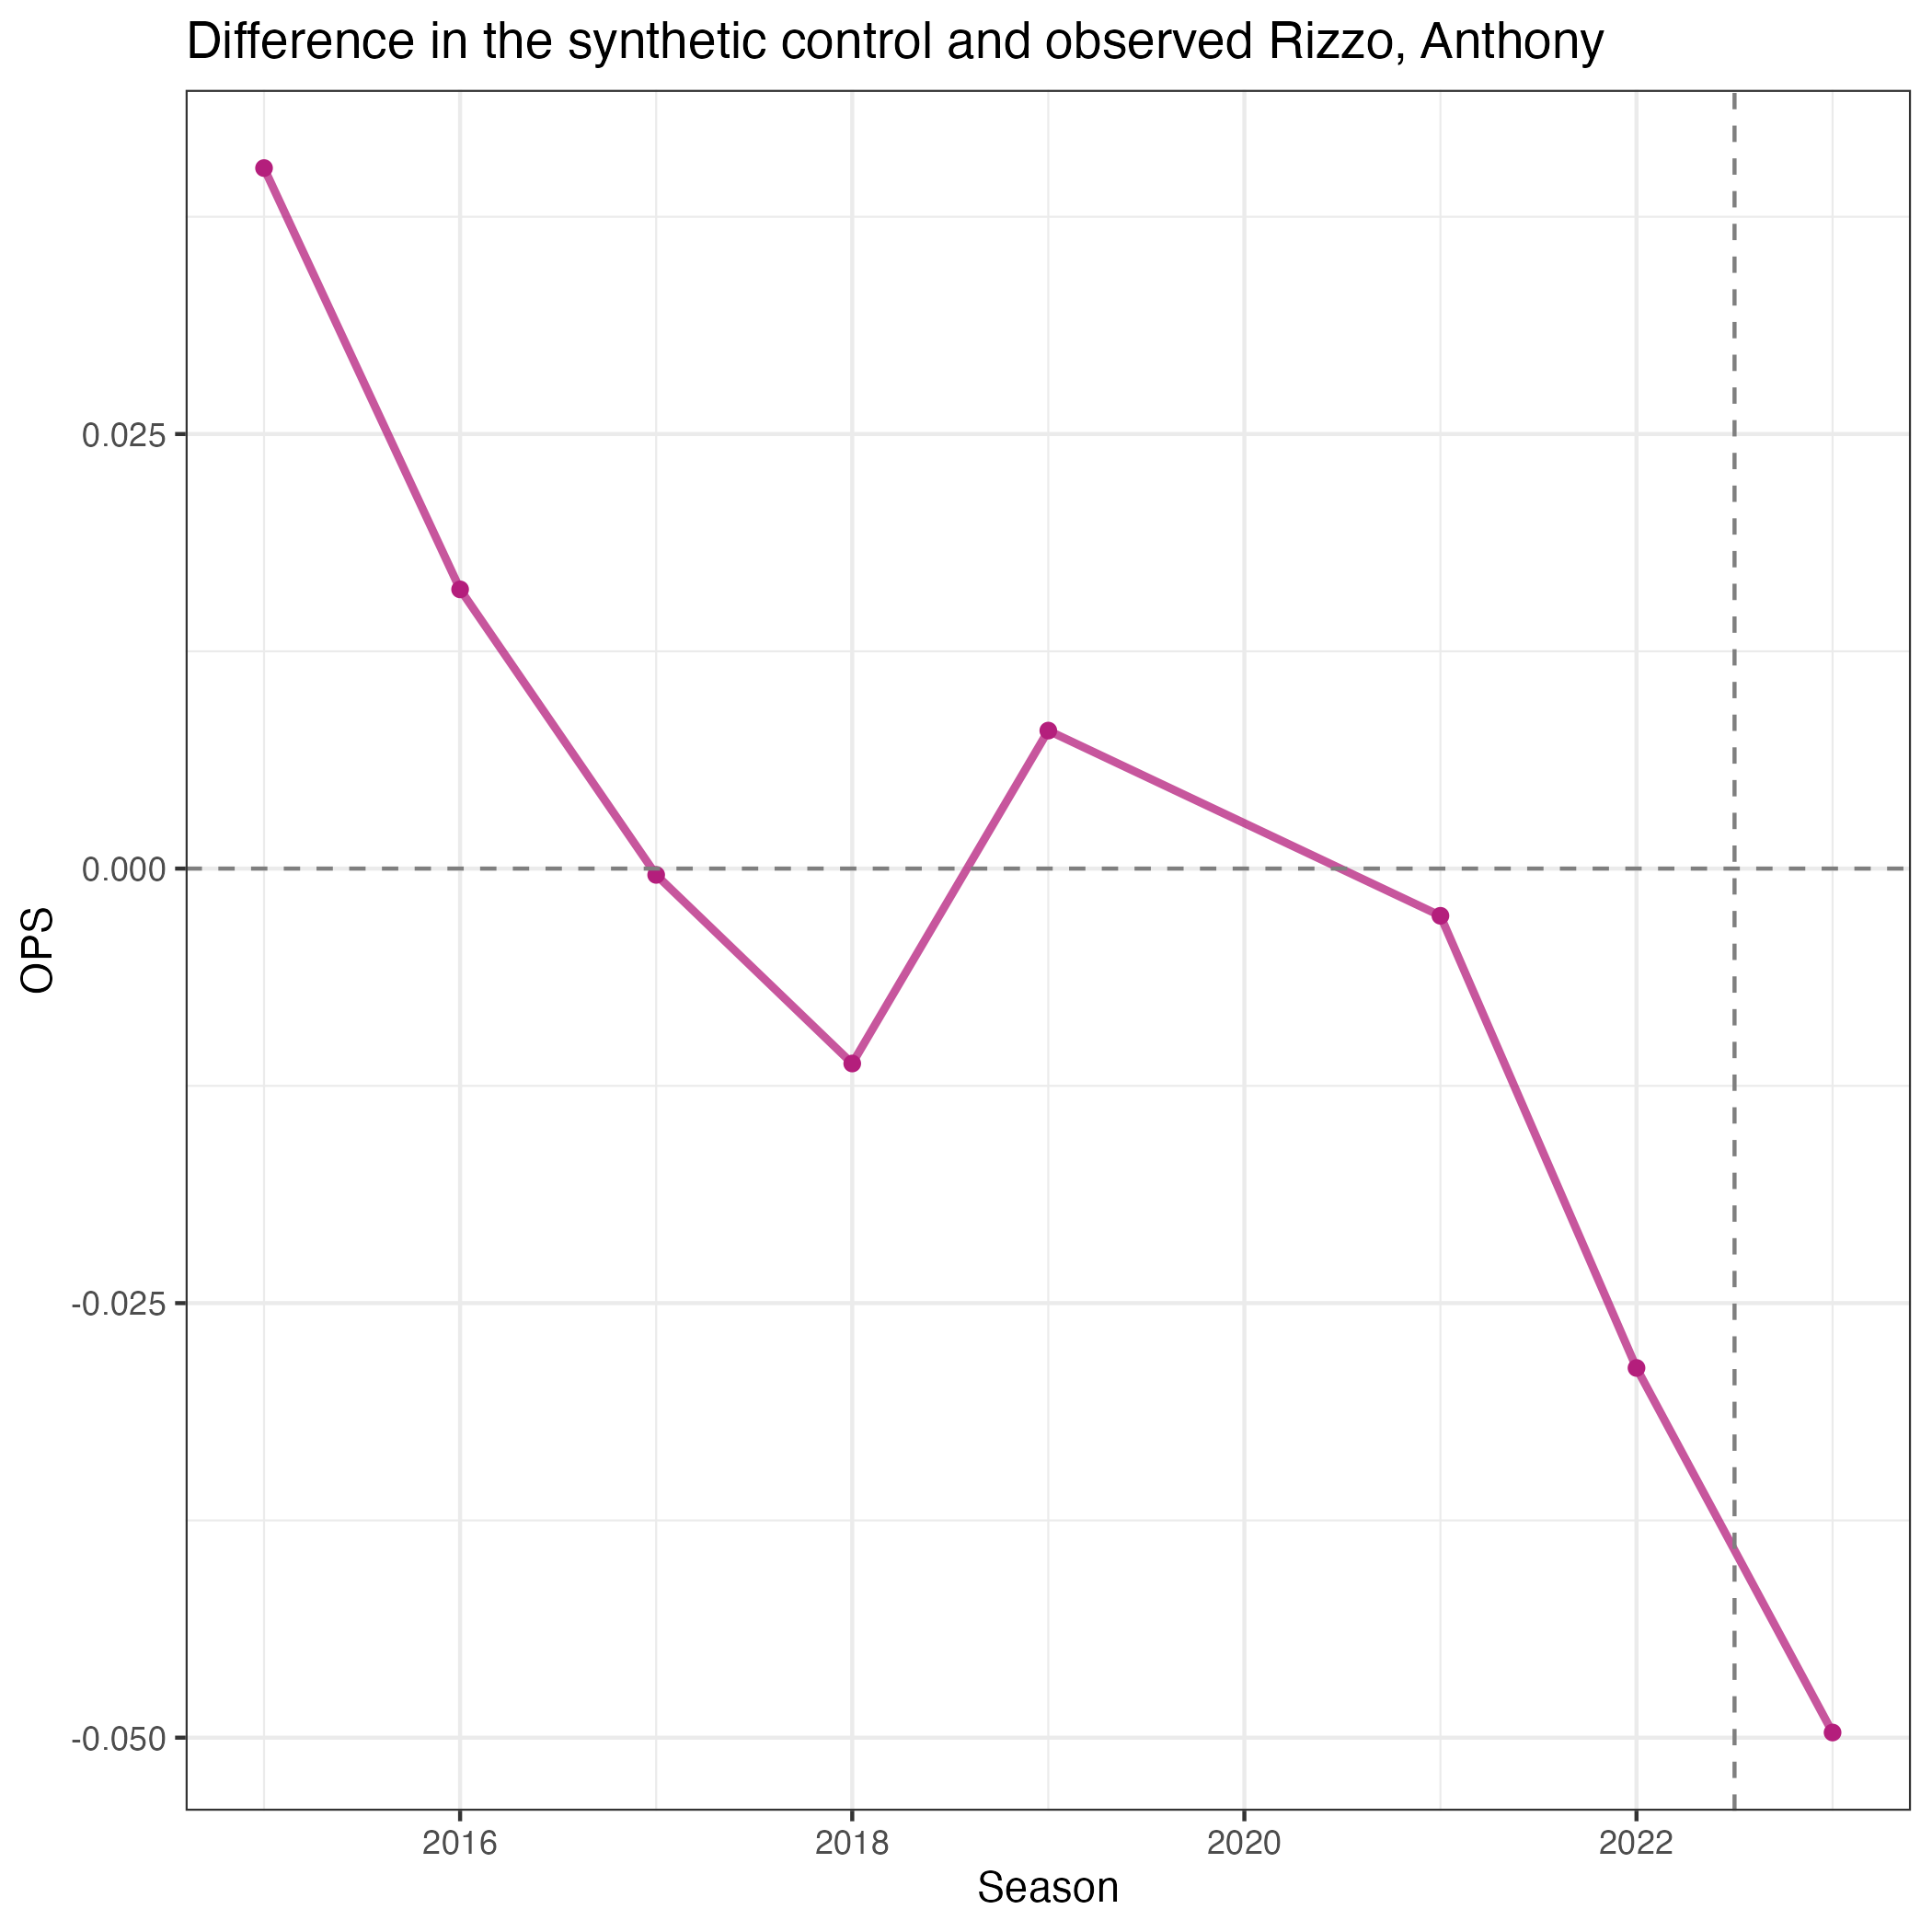 Difference in the synthetic control and observed Rizzo, Anthony
0.025
0.000
-0.025
-0.050
OPS
2016 2018 2020 2022
Season